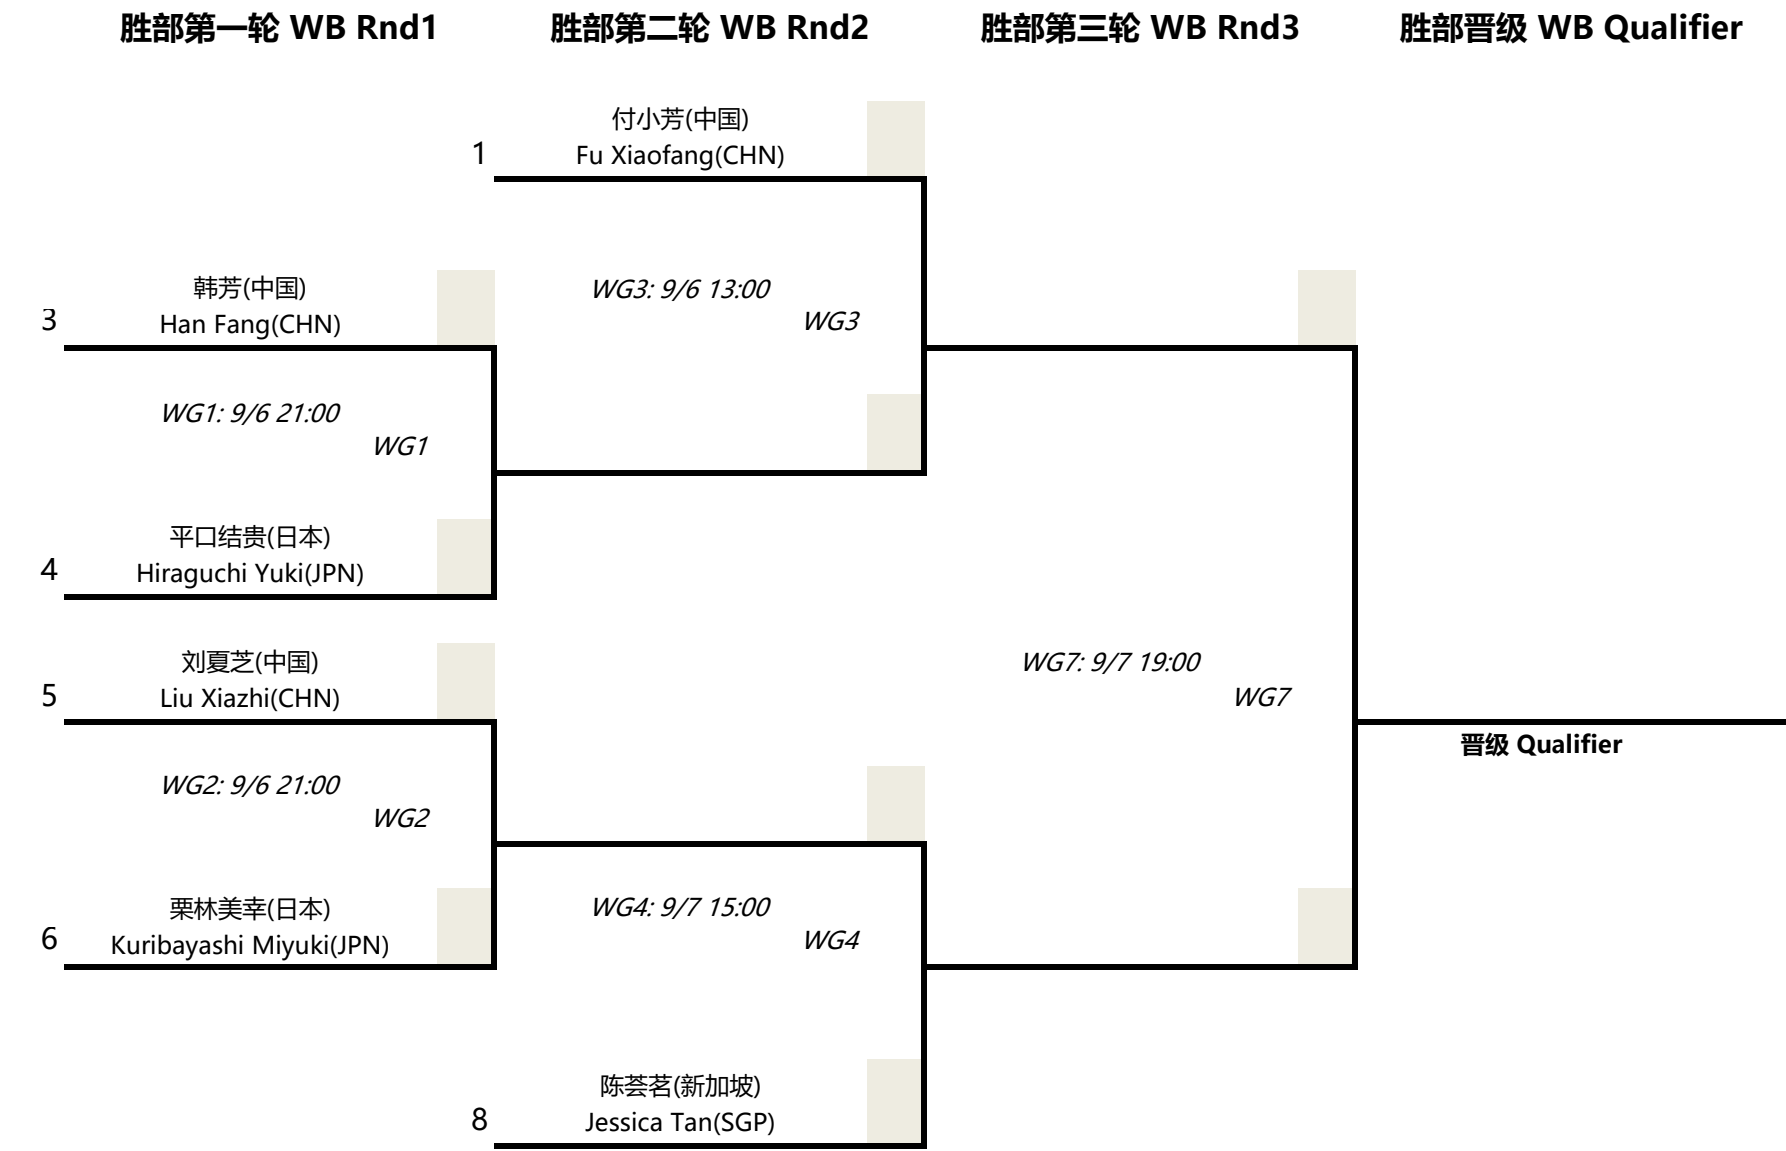 胜部第一轮 WB Rnd1
胜部第二轮 WB Rnd2
胜部第三轮 WB Rnd3
胜部晋级 WB Qualifier
付小芳(中国)
1
Fu Xiaofang(CHN)
韩芳(中国)
3
Han Fang(CHN)
WG3: 9/6 13:00
WG3
WG1: 9/6 21:00
WG1
平口结贵(日本)
4
Hiraguchi Yuki(JPN)
刘夏芝(中国)
5
Liu Xiazhi(CHN)
WG7: 9/7 19:00
WG7
晋级 Qualifier
WG2: 9/6 21:00
WG2
栗林美幸(日本)
6
Kuribayashi Miyuki(JPN)
WG4: 9/7 15:00
WG4
陈荟茗(新加坡)
8
Jessica Tan(SGP)